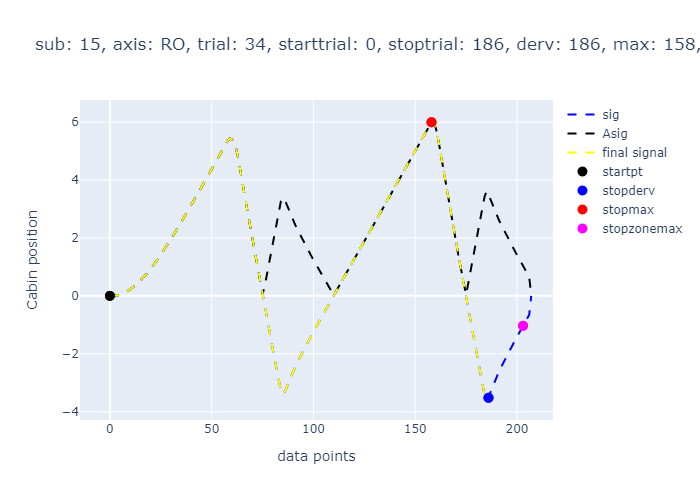 sub: 15, axis: RO, trial: 34, starttrial: 0, stoptrial: 186, derv: 186, max: 158,
sig
Asig
final signal
startpt
stopderv
stopmax
stopzonemax
Cabin position
6
4
2
0
−2
−4
0 50 100 150 200
data points